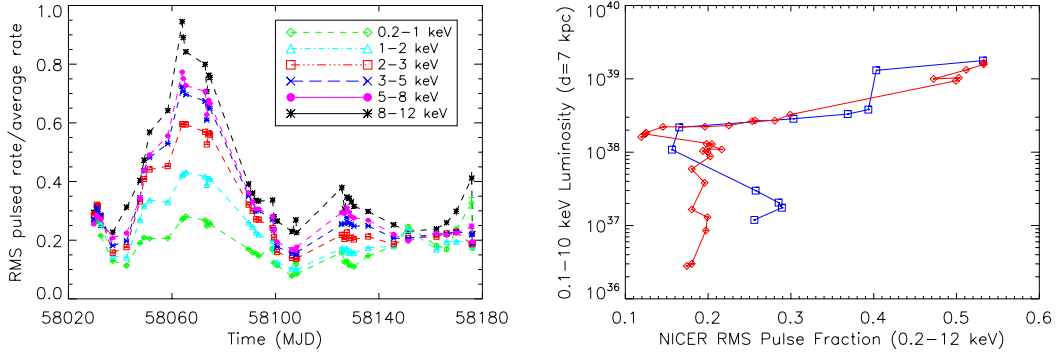 RMS pulsed rate/average rate
1.0
0.8
0.6
0.4
0.2
0.0
58020 58060 58100 58140 58180
Time (MJD)
0.2−1 keV
1−2 keV
2−3 keV
3−5 keV
5−8 keV
8−12 keV
0.1−10 keV Luminosity (d=7 kpc)
10^40
10^39
10^38
10^37
10^36
0.1 0.2 0.3 0.4 0.5 0.6
NICER RMS Pulse Fraction (0.2−12 keV)